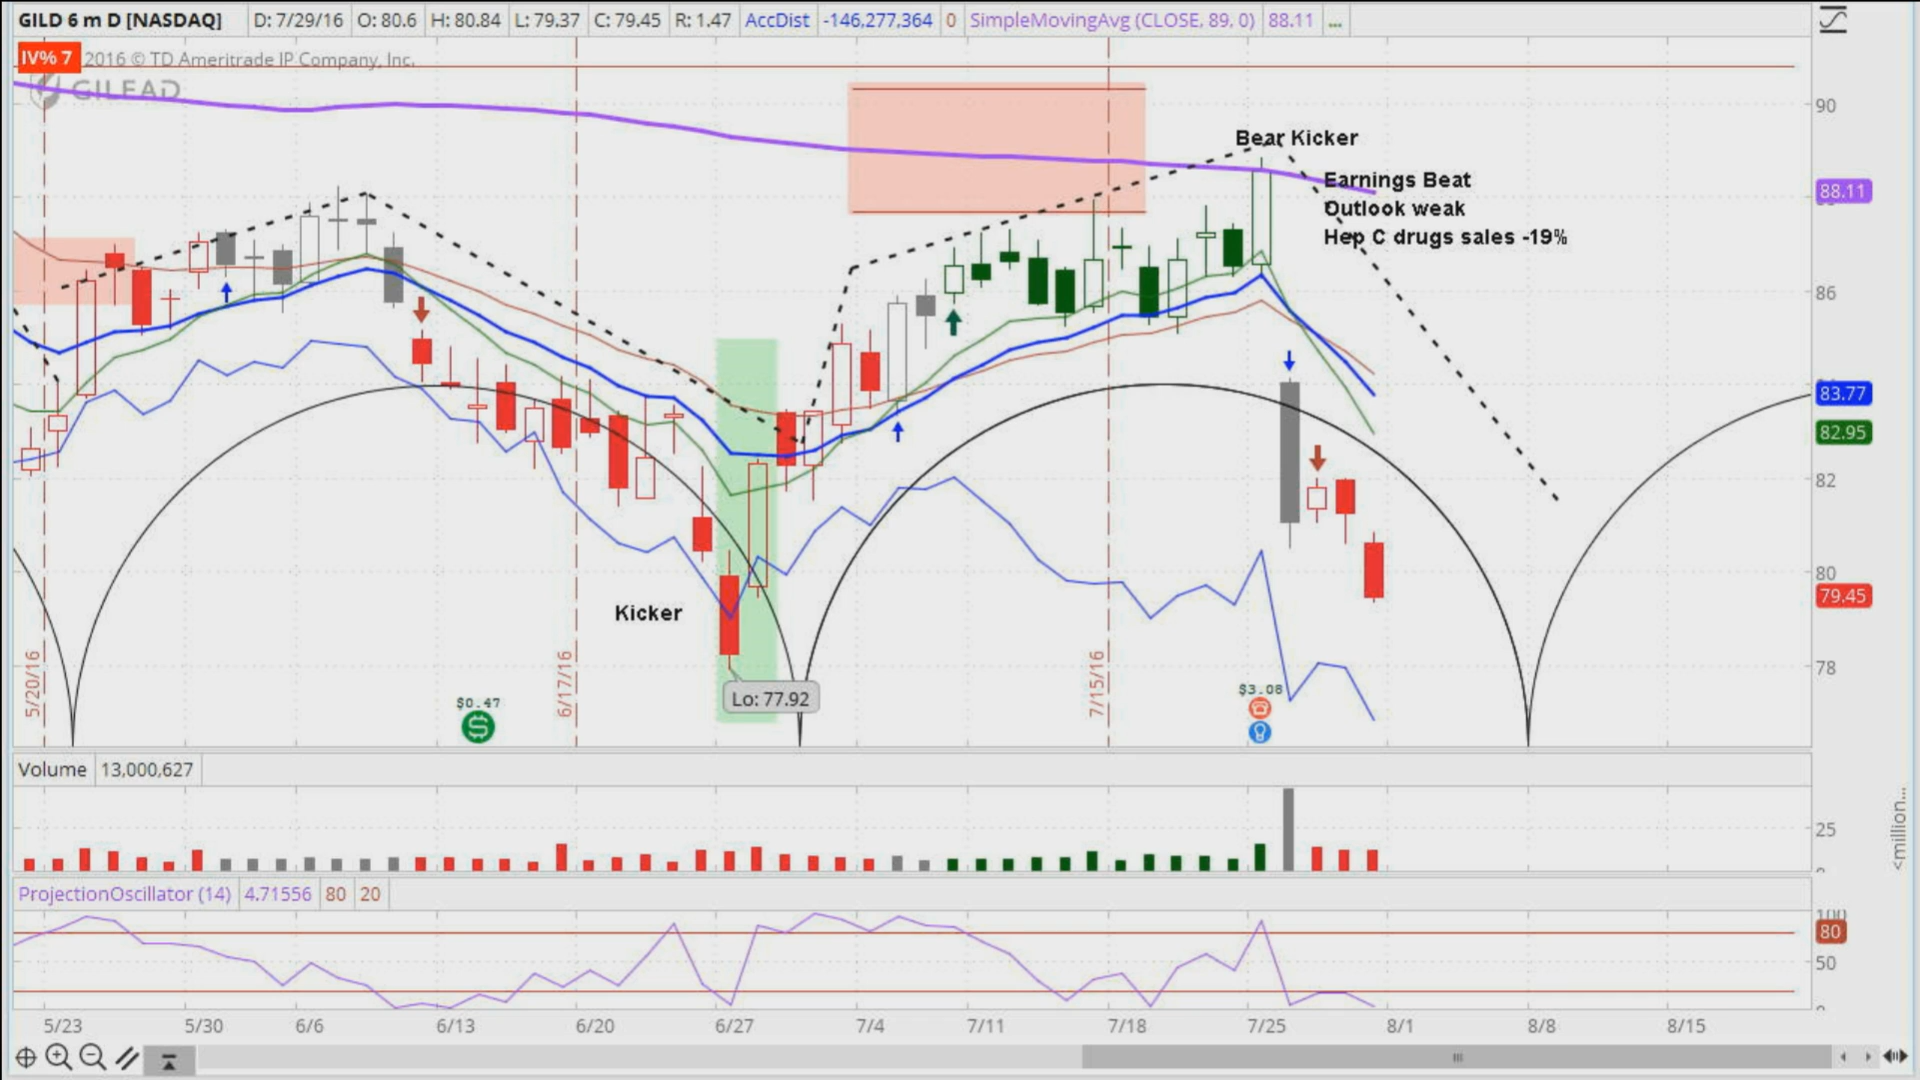 GILD 6 m D [NASDAQ] D: 7/29/16 O: 80.6 H: 80.84 L: 79.37 C: 79.45 R: 1.47 AccDist -146,277,364 0 SimpleMovingAvg (CLOSE, 89, 0) 88.11 ...
IV% 7 2016 © TD Ameritrade IP Company, Inc.
GILEAD
90
Bear Kicker
Earnings Beat
88.11
Outlook weak
Hep C drugs sales -19%
86
83.77
82.95
82
80
79.45
Kicker
78
5/20/16
6/17/16
7/15/16
Lo: 77.92
$0.47
$
$3.08
Volume 13,000,627
25
<million...
ProjectionOscillator (14) 4.71556 80 20
100
80
50
5/23 5/30 6/6 6/13 6/20 6/27 7/4 7/11 7/18 7/25 8/1 8/8 8/15